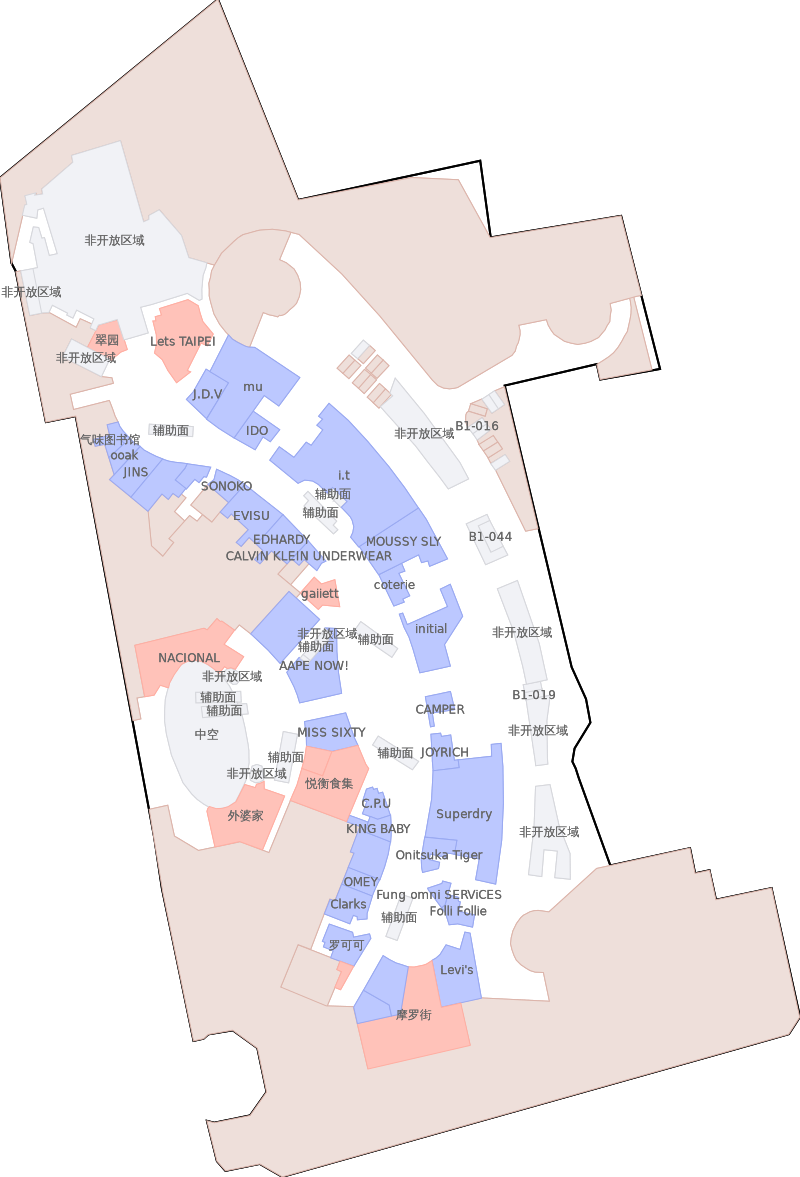 非开放区域
非开放区域
翠园
Lets TAIPEI
非开放区域
mu
J.D.V
B1-016
辅助面
IDO
非开放区域
气味图书馆
ooak
JINS
i.t
SONOKO
辅助面
辅助面
EVISU
EDHARDY
MOUSSY SLY
B1-044
CALVIN KLEIN UNDERWEAR
coterie
gaiiett
initial
非开放区域
非开放区域
辅助面
辅助面
NACIONAL
AAPE NOW!
非开放区域
辅助面
B1-019
辅助面
CAMPER
中空
MISS SIXTY
非开放区域
辅助面
辅助面
JOYRICH
非开放区域
悦衡食集
C.P.U
外婆家
Superdry
KING BABY
非开放区域
Onitsuka Tiger
OMEY
Fung omni SERViCES
Clarks
Folli Follie
辅助面
罗可可
Levi's
摩罗街